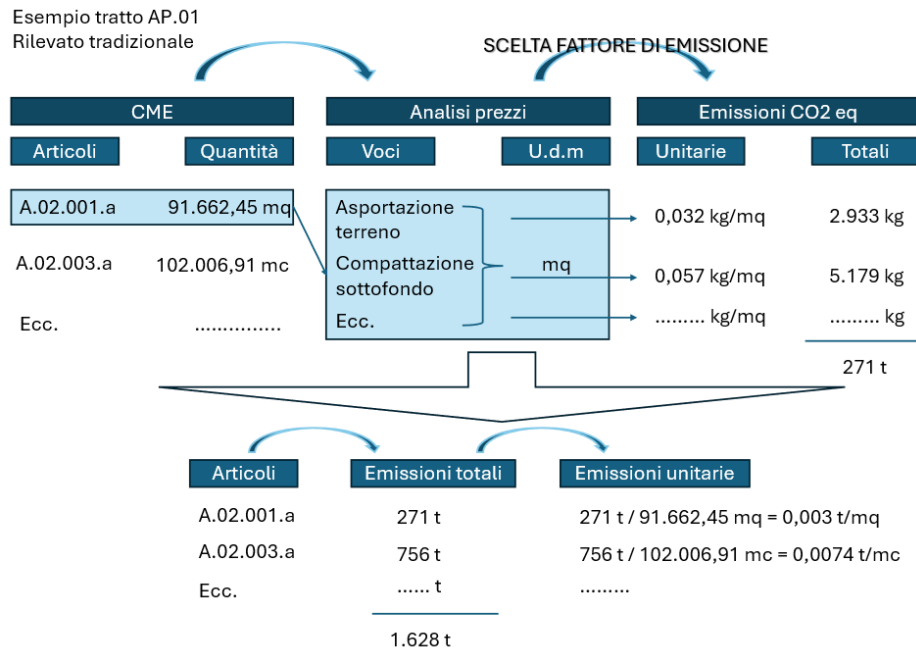 Esempio tratto AP.01
Rilevato tradizionale
SCELTA FATTORE DI EMISSIONE
CME
Analisi prezzi
Emissioni CO2 eq
Articoli
Quantità
Voci
U.d.m
Unitarie
Totali
A.02.001.a
91.662,45 mq
Asportazione
terreno
0,032 kg/mq
2.933 kg
A.02.003.a
102.006,91 mc
Compattazione
sottofondo
mq
0,057 kg/mq
5.179 kg
Ecc.
...............
Ecc.
......... kg/mq
......... kg
271 t
Articoli
Emissioni totali
Emissioni unitarie
A.02.001.a
271 t
271 t / 91.662,45 mq = 0,003 t/mq
A.02.003.a
756 t
756 t / 102.006,91 mc = 0,0074 t/mc
Ecc.
...... t
.........
1.628 t